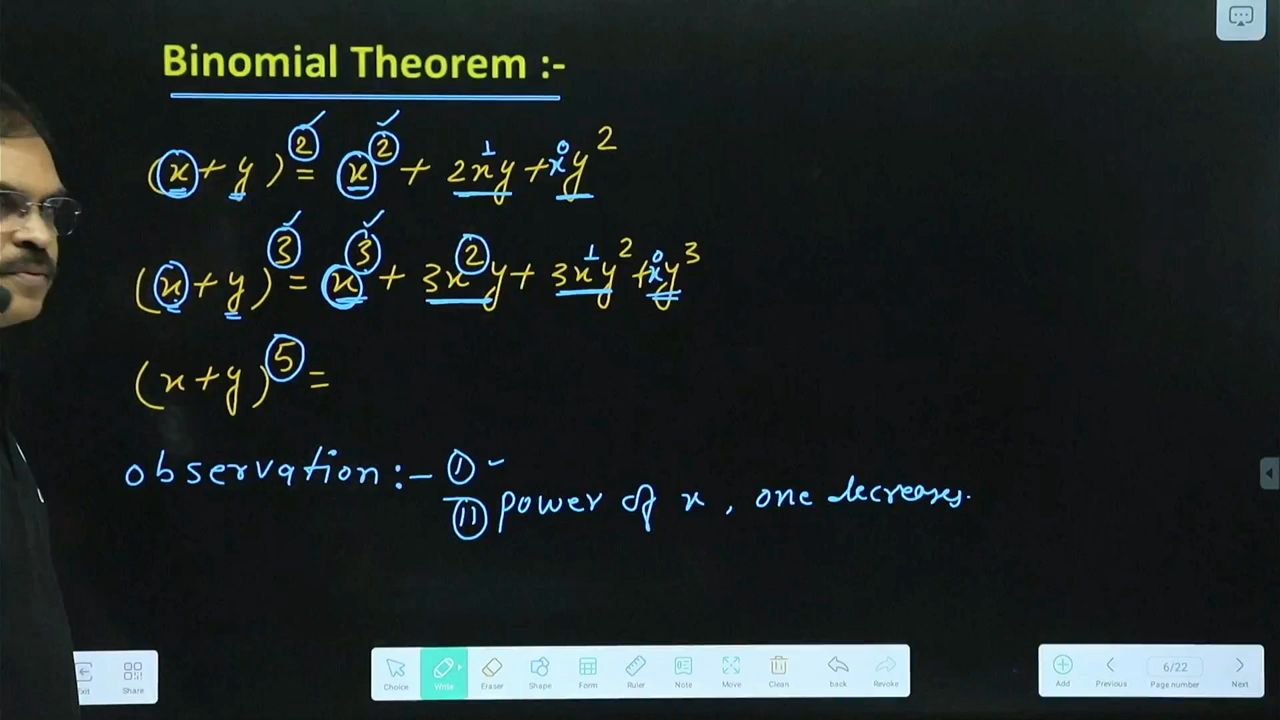 Binomial Theorem :-
(x + y)² = x² + 2x¹y + x⁰y²
(x + y)³ = x³ + 3x²y + 3x¹y² + x⁰y³
(x + y)⁵ =
observation :- ①
⑪ power of x, one decreases.
Exit Share Choice Write Eraser Shape Form Ruler Note Move Clean back Revoke Add Previous 6/22 Page number Next